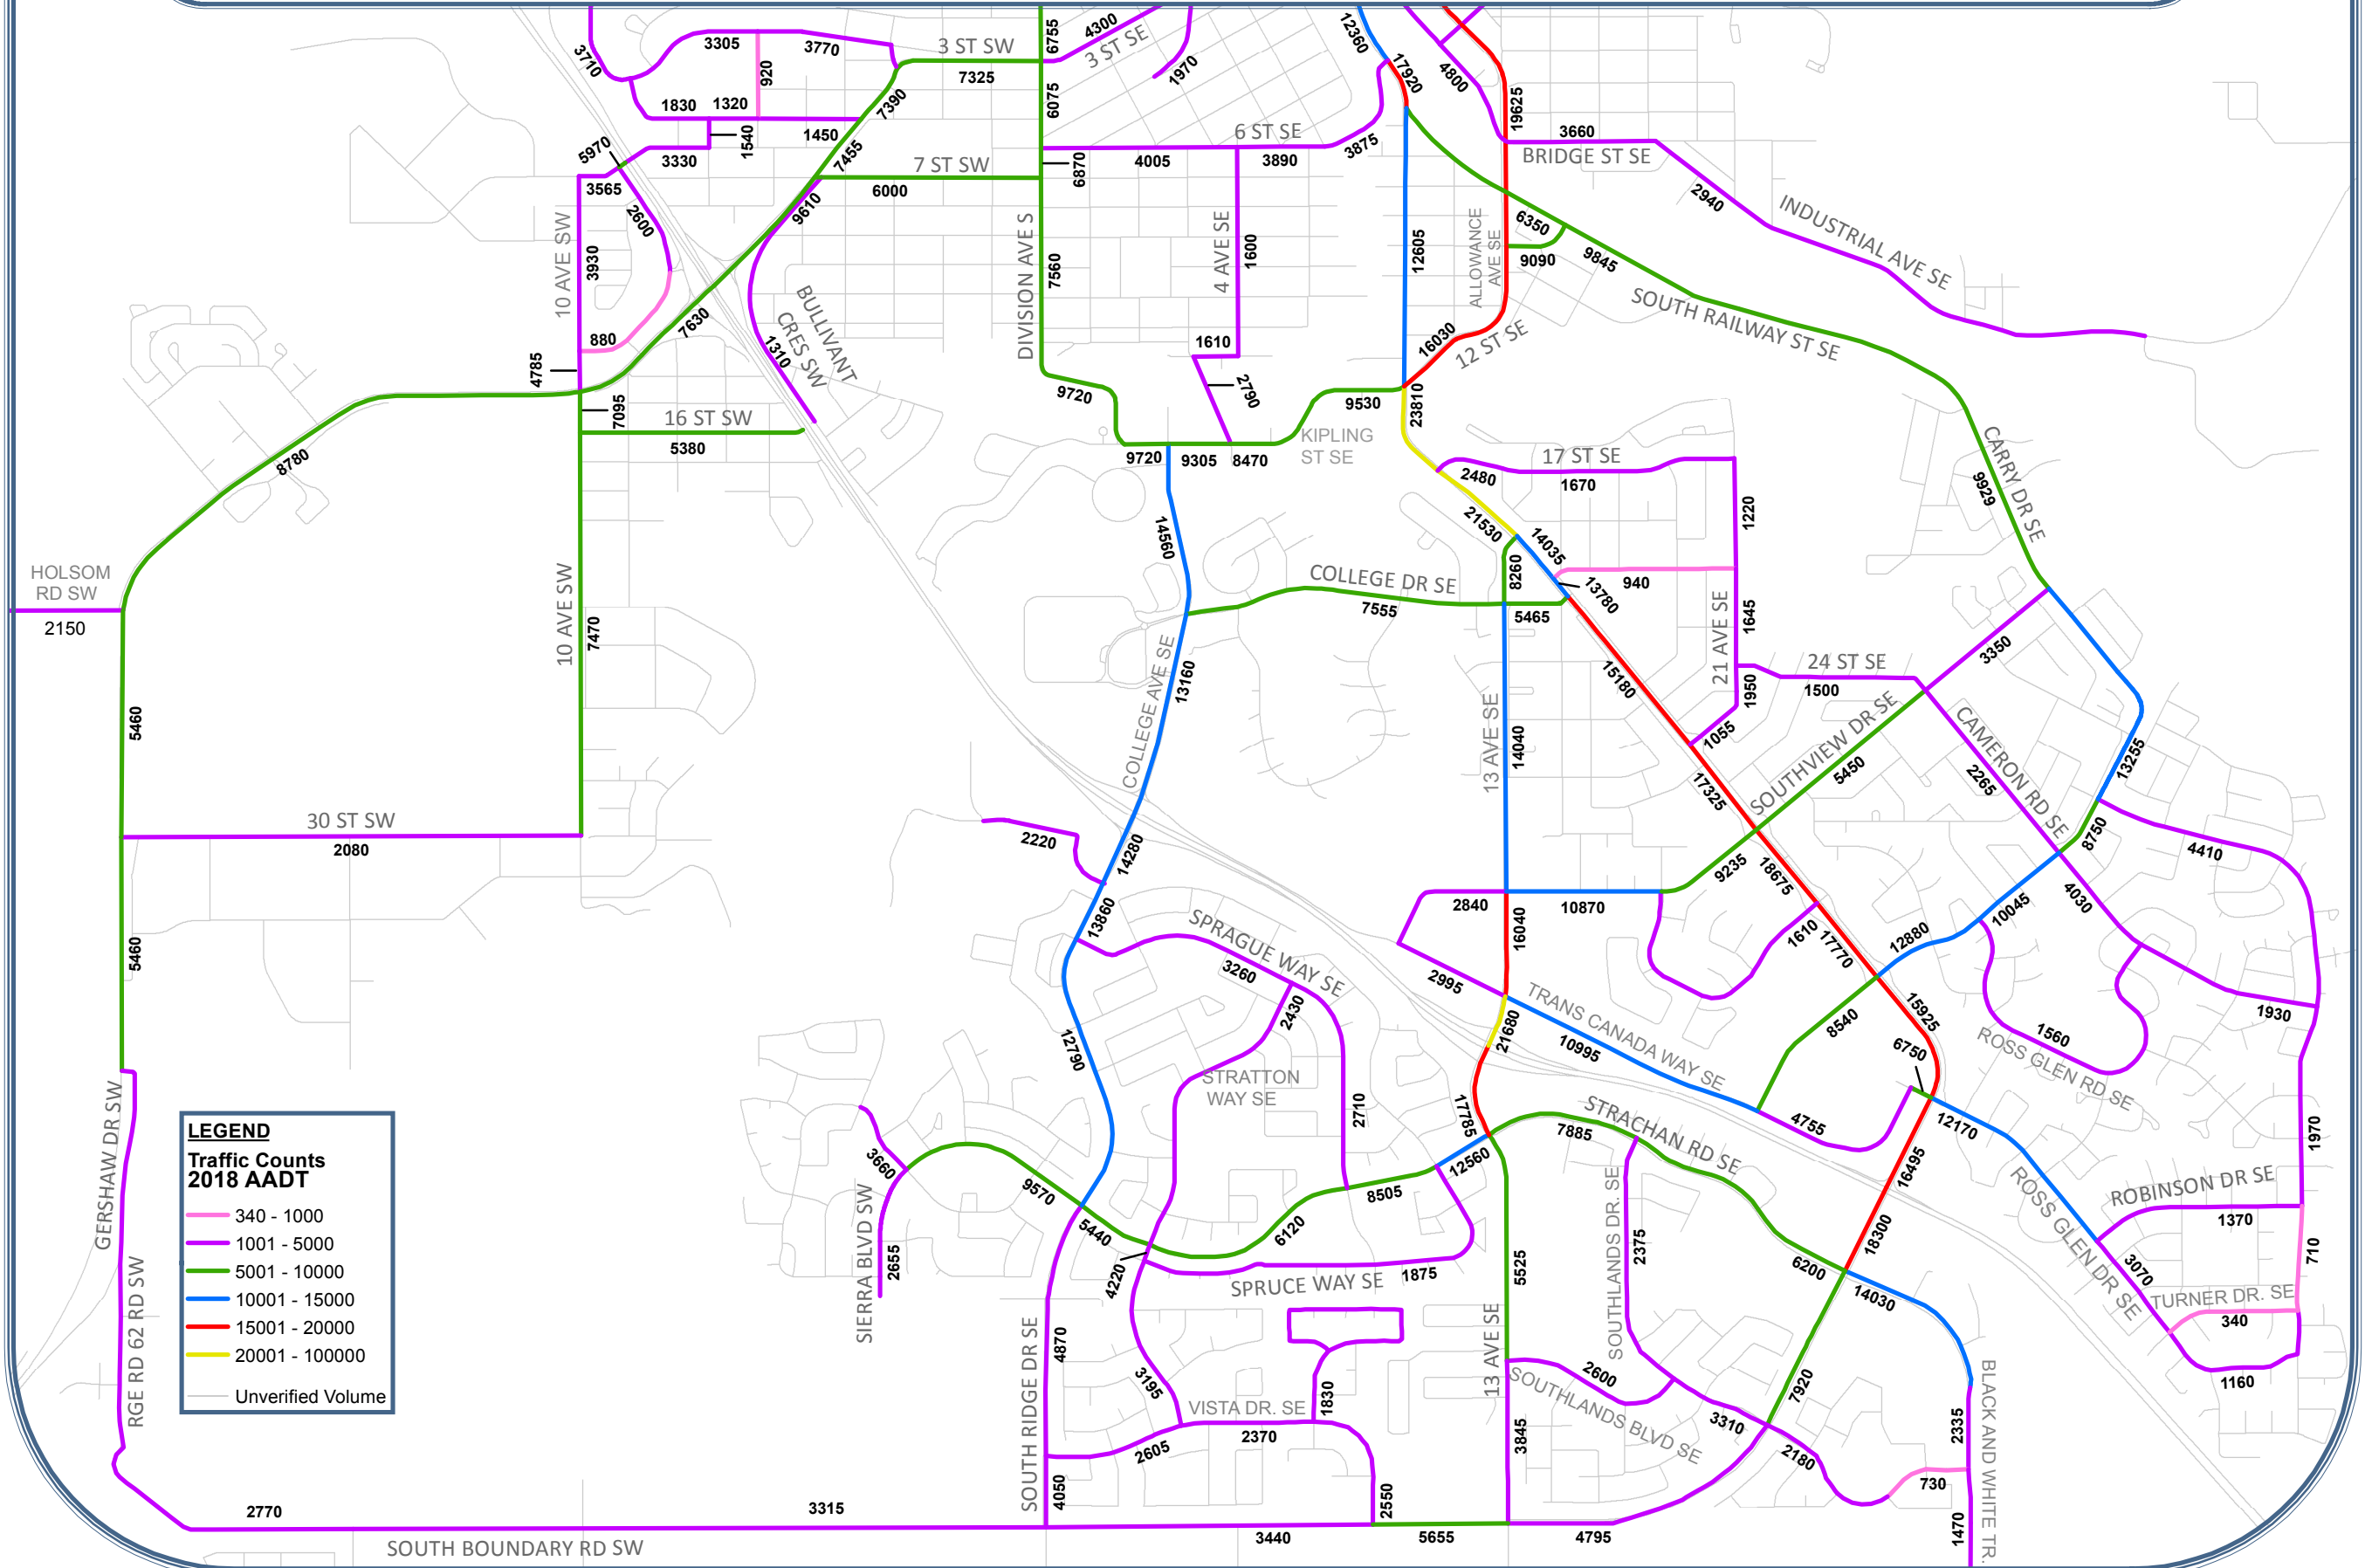 12360
4300
6755
3305
3770
3 ST SW
3 ST SE
3710
920
7325
1970
17920
4800
19625
1830
1320
7390
6075
1540
1450
6 ST SE
3660
5970
3330
7455
7 ST SW
6870
4005
3890
3875
BRIDGE ST SE
3565
6000
2600
9610
2940
INDUSTRIAL AVE SE
10 AVE SW
3930
DIVISION AVE S
7560
4 AVE SE
1600
12605
ALLOWANCE
AVE SE
6350
9090
9845
880
7630
BULLIVANT
CRES SW
1310
1610
16030
12 ST SE
SOUTH RAILWAY ST SE
4785
7095
16 ST SW
5380
9720
2790
9530
23810
KIPLING
ST SE
9720
9305
8470
8780
17 ST SE
2480
1670
1220
CARRY DR SE
9929
14560
21530
14035
HOLSOM
RD SW
2150
10 AVE SW
7470
COLLEGE DR SE
7555
8260
5465
13780
940
21 AVE SE
1645
5460
COLLEGE AVE SE
13160
13 AVE SE
14040
15180
1950
1055
24 ST SE
1500
3350
SOUTHVIEW DR SE
5450
CAMERON RD SE
2265
13255
17325
30 ST SW
2080
2220
14280
9235
18675
8750
4410
13860
2840
10870
16040
1610
17770
12880
10045
4030
5460
SPRAGUE WAY SE
3260
2430
2995
TRANS CANADA WAY SE
10995
21680
8540
15925
1930
12790
STRATTON
WAY SE
2710
6750
ROSS GLEN RD SE
1560
GERSHAW DR SW
LEGEND
Traffic Counts
2018 AADT
340 - 1000
1001 - 5000
5001 - 10000
10001 - 15000
15001 - 20000
20001 - 100000
Unverified Volume
17785
7885
STRACHAN RD SE
4755
12170
1970
3660
9570
12560
8505
16495
ROSS GLEN DR SE
ROBINSON DR SE
1370
RGE RD 62 RD SW
SIERRA BLVD SW
2655
5440
4220
6120
5525
SOUTHLANDS DR. SE
2375
6200
18300
3070
710
SPRUCE WAY SE
1875
14030
TURNER DR. SE
340
SOUTH RIDGE DR SE
4870
3195
1830
13 AVE SE
2600
7920
1160
VISTA DR. SE
2370
2605
SOUTHLANDS BLVD SE
3310
2335
BLACK AND WHITE TR.
3845
2180
730
4050
2550
2770
3315
3440
5655
4795
1470
SOUTH BOUNDARY RD SW